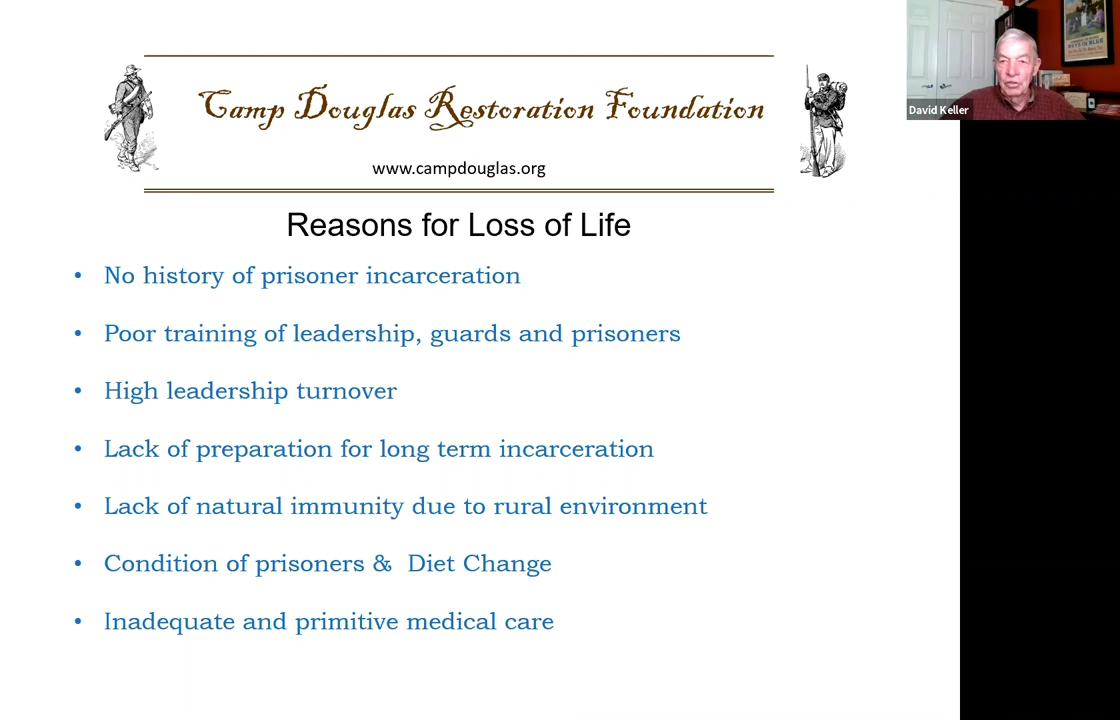 Camp Douglas Restoration Foundation
www.campdouglas.org
Reasons for Loss of Life
• No history of prisoner incarceration
• Poor training of leadership, guards and prisoners
• High leadership turnover
• Lack of preparation for long term incarceration
• Lack of natural immunity due to rural environment
• Condition of prisoners &  Diet Change
• Inadequate and primitive medical care
David Keller